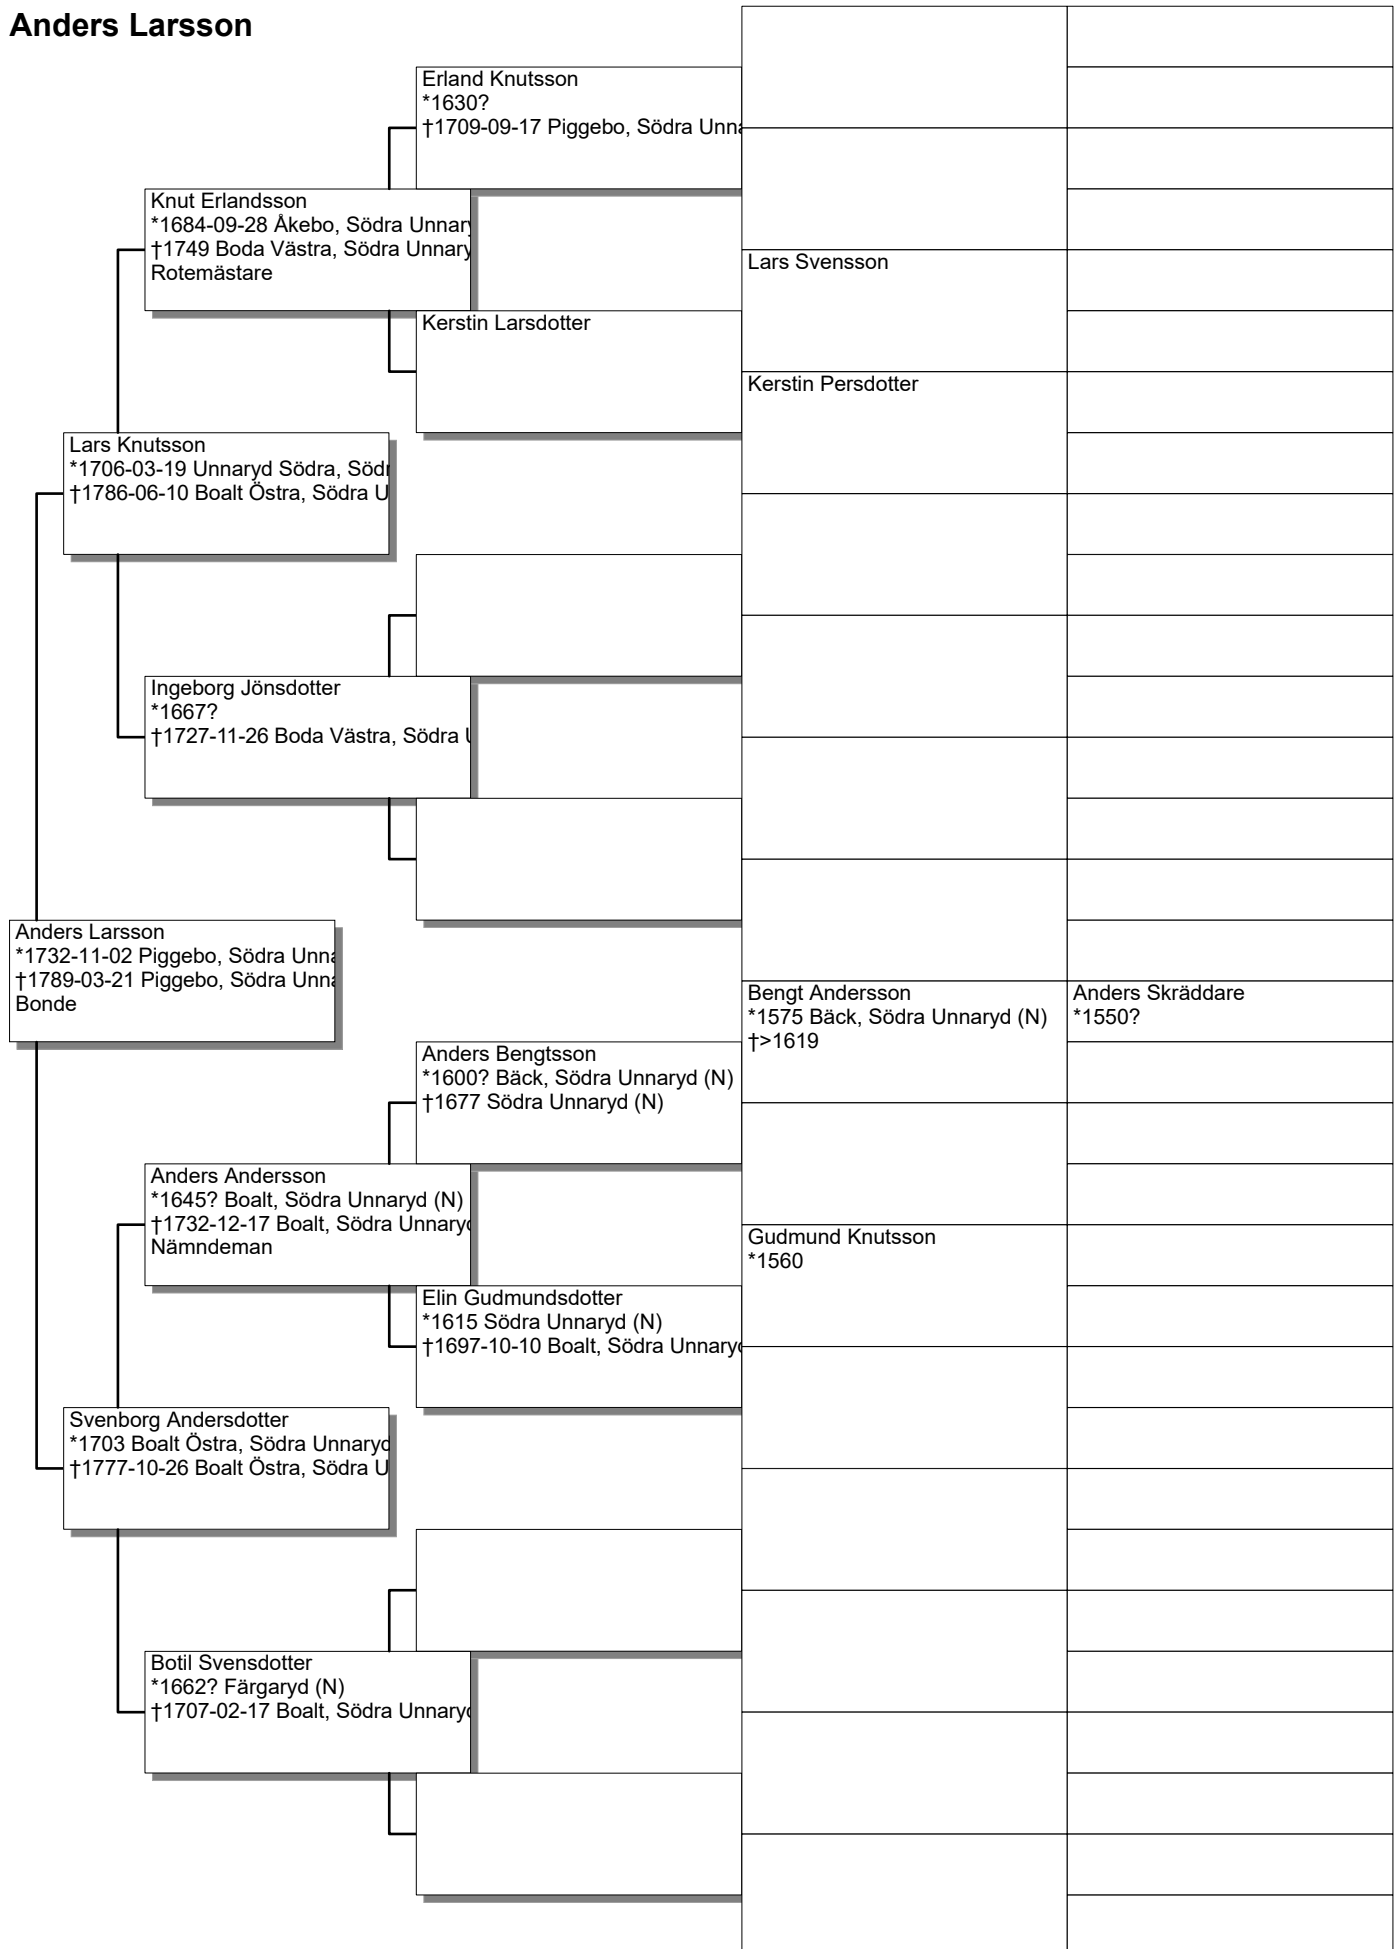 Anders Larsson
Erland Knutsson
*1630?
†1709-09-17 Piggebo, Södra
Knut Erlandsson
*1684-09-28 Åkebo, Södra
†1749 Boda Västra, Södra
Rotemästare
Lars Svensson
Kerstin Larsdotter
Kerstin Persdotter
Lars Knutsson
*1706-03-19 Unnaryd Södra,
†1786-06-10 Boalt Östra, Södra
Ingeborg Jönsdotter
*1667?
†1727-11-26 Boda Västra, Södra
Anders Larsson
*1732-11-02 Piggebo, Södra
†1789-03-21 Piggebo, Södra
Bonde
Bengt Andersson
*1575 Bäck, Södra Unnaryd (N)
†>1619
Anders Skräddare
*1550?
Anders Bengtsson
*1600? Bäck, Södra Unnaryd (N)
†1677 Södra Unnaryd (N)
Anders Andersson
*1645? Boalt, Södra Unnaryd (N)
†1732-12-17 Boalt, Södra Unnaryd
Nämndeman
Gudmund Knutsson
*1560
Elin Gudmundsdotter
*1615 Södra Unnaryd (N)
†1697-10-10 Boalt, Södra Unnaryd
Svenborg Andersdotter
*1703 Boalt Östra, Södra Unnaryd
†1777-10-26 Boalt Östra, Södra
Botil Svensdotter
*1662? Färgaryd (N)
†1707-02-17 Boalt, Södra Unnaryd